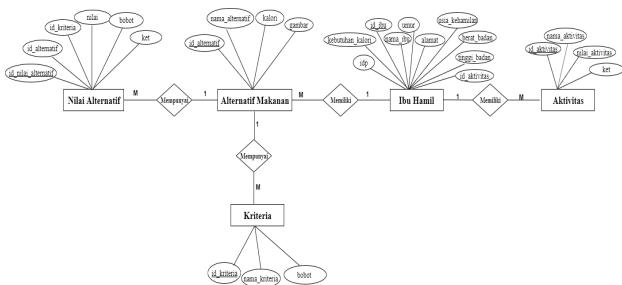 nilai
bobot
id_kriteria
id_alternatif
ket
id_nilai_alternatif
Nilai Alternatif
M
Mempunyai
1
nama_alternatif
kalori
id_alternatif
gambar
Alternatif Makanan
M
Memiliki
1
id_ibu
umur
usia_kehamilan
kebutuhan_kalori
nama_ibu
alamat
berat_badan
tinggi_badan
idp
id_aktivitas
Ibu Hamil
1
Memiliki
M
nama_aktivitas
id_aktivitas
nilai_aktivitas
ket
Aktivitas
1
Mempunyai
M
Kriteria
id_kriteria
nama_kriteria
bobot